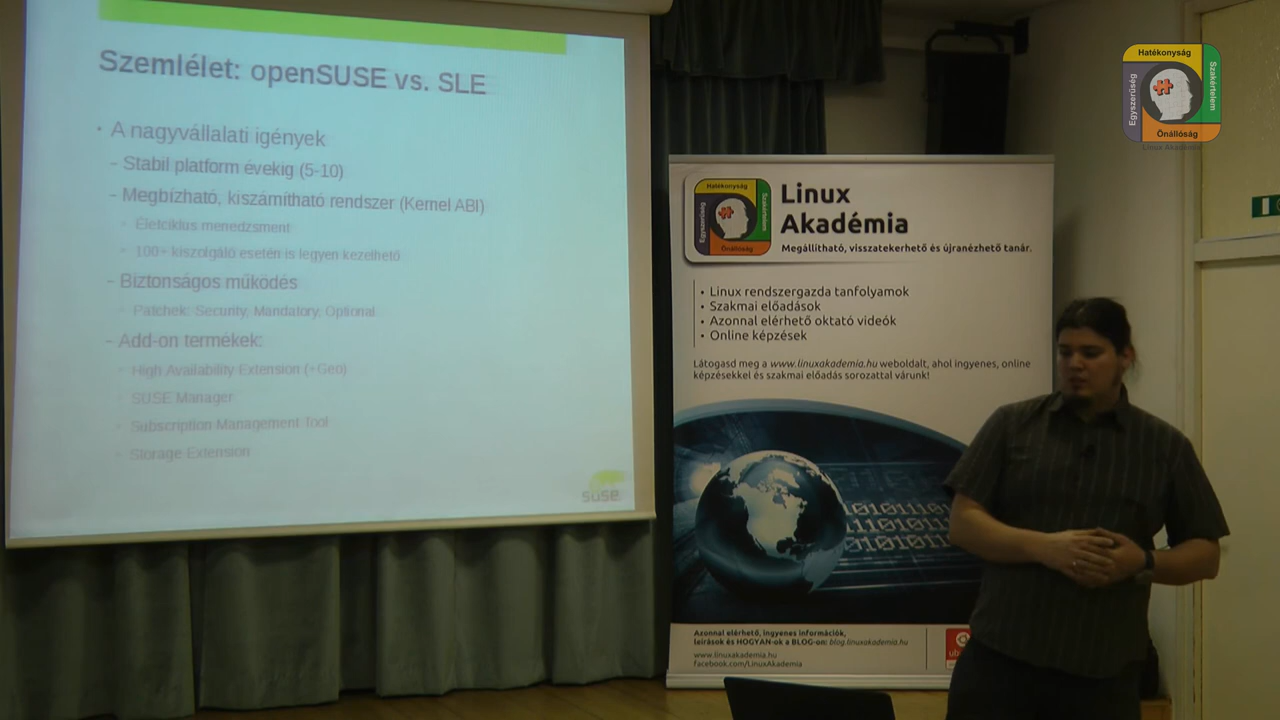 Szemlélet: openSUSE vs. SLE
• A nagyvállalati igények
– Stabil platform évekig (5-10)
– Megbízható, kiszámítható rendszer (Kernel ABI)
• Életciklus menedzsment
• 100+ kiszolgáló esetén is legyen kezelhető
– Biztonságos működés
• Patchek: Security, Mandatory, Optional
– Add-on termékek:
• High Availability Extension (+Geo)
• SUSE Manager
• Subscription Management Tool
• Storage Extension
SUSE
Hatékonyság
Egyszerűség
Szakértelem
Önállóság
Linux
Akadémia
Megállítható, visszatekerhető és újranézhető tanár.
• Linux rendszergazda tanfolyamok
• Szakmai előadások
• Azonnal elérhető oktató videók
• Online képzések
Látogasd meg a www.linuxakademia.hu weboldalt, ahol ingyenes, online
képzésekkel és szakmai előadás sorozattal várunk!
Azonnal elérhető, ingyenes információk,
leírások és HOGYAN-ok a BLOG-on: blog.linuxakademia.hu
www.linuxakademia.hu
facebook.com/LinuxAkademia
Hatékonyság
Egyszerűség
Szakértelem
Önállóság
Linux Akadémia